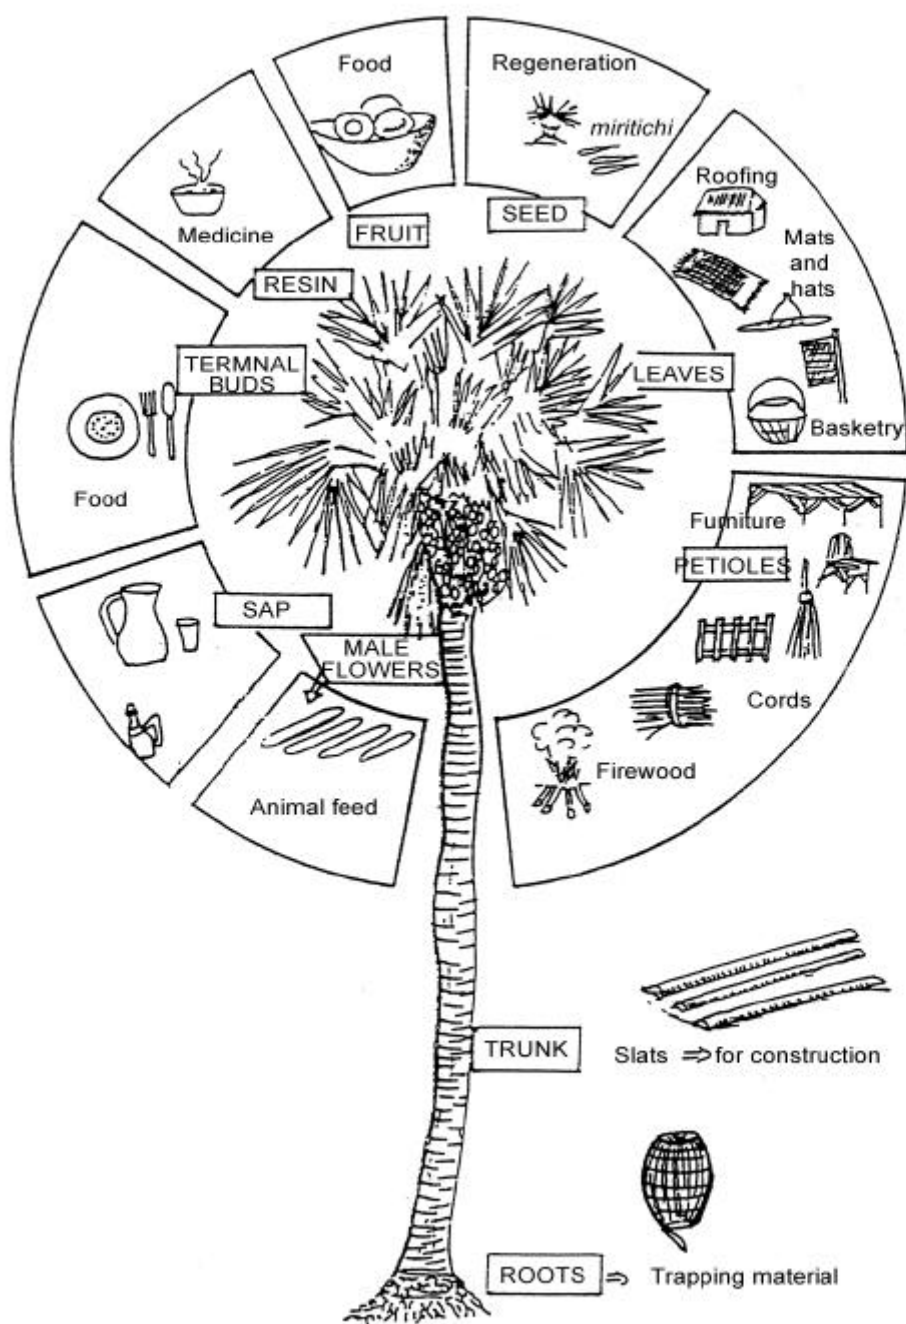 Food
Regeneration
miritichi
Roofing
Medicine
FRUIT
SEED
Mats
and
hats
RESIN
TERMNAL
BUDS
LEAVES
Basketry
Food
Furniture
PETIOLES
SAP
MALE
FLOWERS
Cords
Firewood
Animal feed
TRUNK
Slats ⇒ for construction
ROOTS ⇒ Trapping material